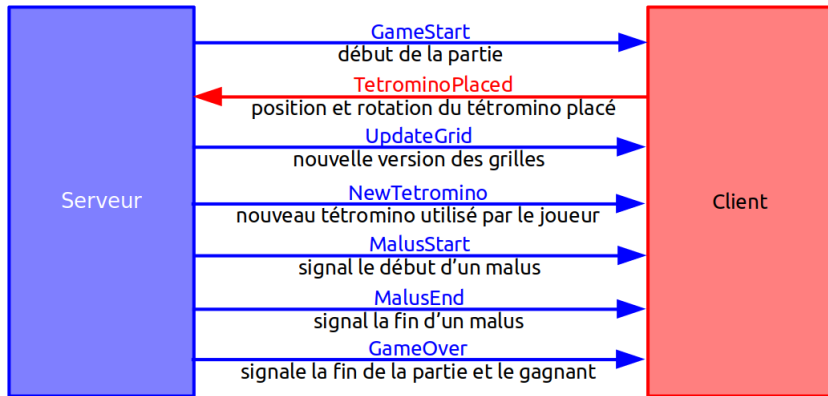 GameStart
début de la partie
TetrominoPlaced
position et rotation du tétromino placé
UpdateGrid
nouvelle version des grilles
Serveur
NewTetromino
Client
nouveau tétromino utilisé par le joueur
MalusStart
signal le début d'un malus
MalusEnd
signal la fin d'un malus
GameOver
signale la fin de la partie et le gagnant